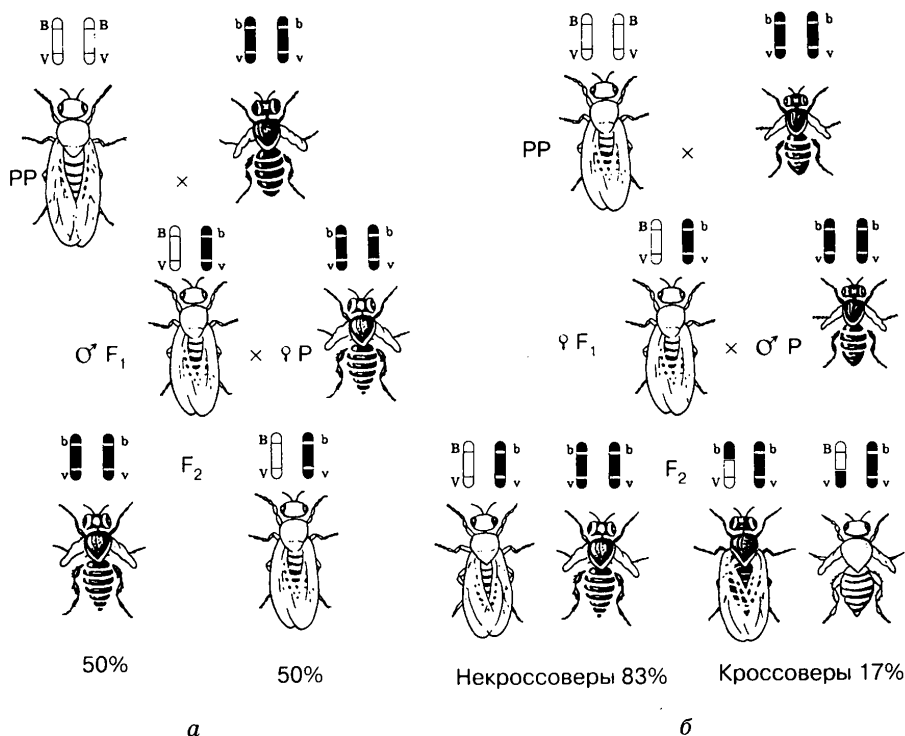 B B b b
V V v v
PP ×
B b b b
V v v v
♂ F₁ × ♀ P
b b F₂ B b
v v V v
50% 50%
а
B B b b
V V v v
PP ×
B b b b
V v v v
♀ F₁ × ♂ P
B b b b F₂ b b B b
V v v v V v v v
Некроссоверы 83% Кроссоверы 17%
б